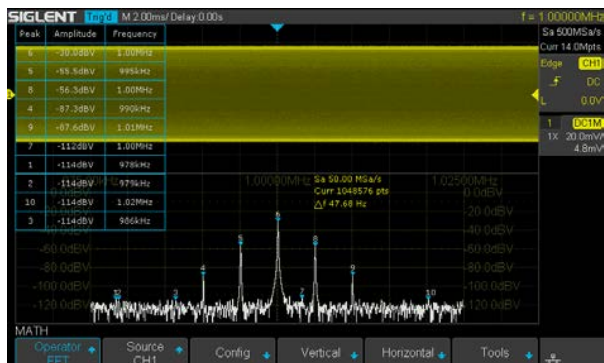 SIGLENT Trig'd M 2.00ms/ Delay:0.00s f = 1.00000MHz
Sa 500MSa/s
Curr 14.0Mpts
Edge CH1
DC
L 0.0V
1 DC1M
1X 20.0mV/
4.8mV
Peak Amplitude Frequency
6 -30.0dBV 1.00MHz
5 -55.5dBV 995kHz
8 -56.3dBV 1.00MHz
4 -87.3dBV 990kHz
9 -87.6dBV 1.01MHz
7 -112dBV 1.00MHz
1 -114dBV 978kHz
2 -114dBV 979kHz
10 -114dBV 1.02MHz
3 -114dBV 986kHz
1.00000MHz
Sa 50.00 MSa/s
Curr 1048576 pts
△f 47.68 Hz
1.02500MHz
0.0dBV
-20.0dBV
-40.0dBV
-60.0dBV
-80.0dBV
-100.0dBV
-120.0dBV
MATH
Operator FFT
Source CH1
Config
Vertical
Horizontal
Tools